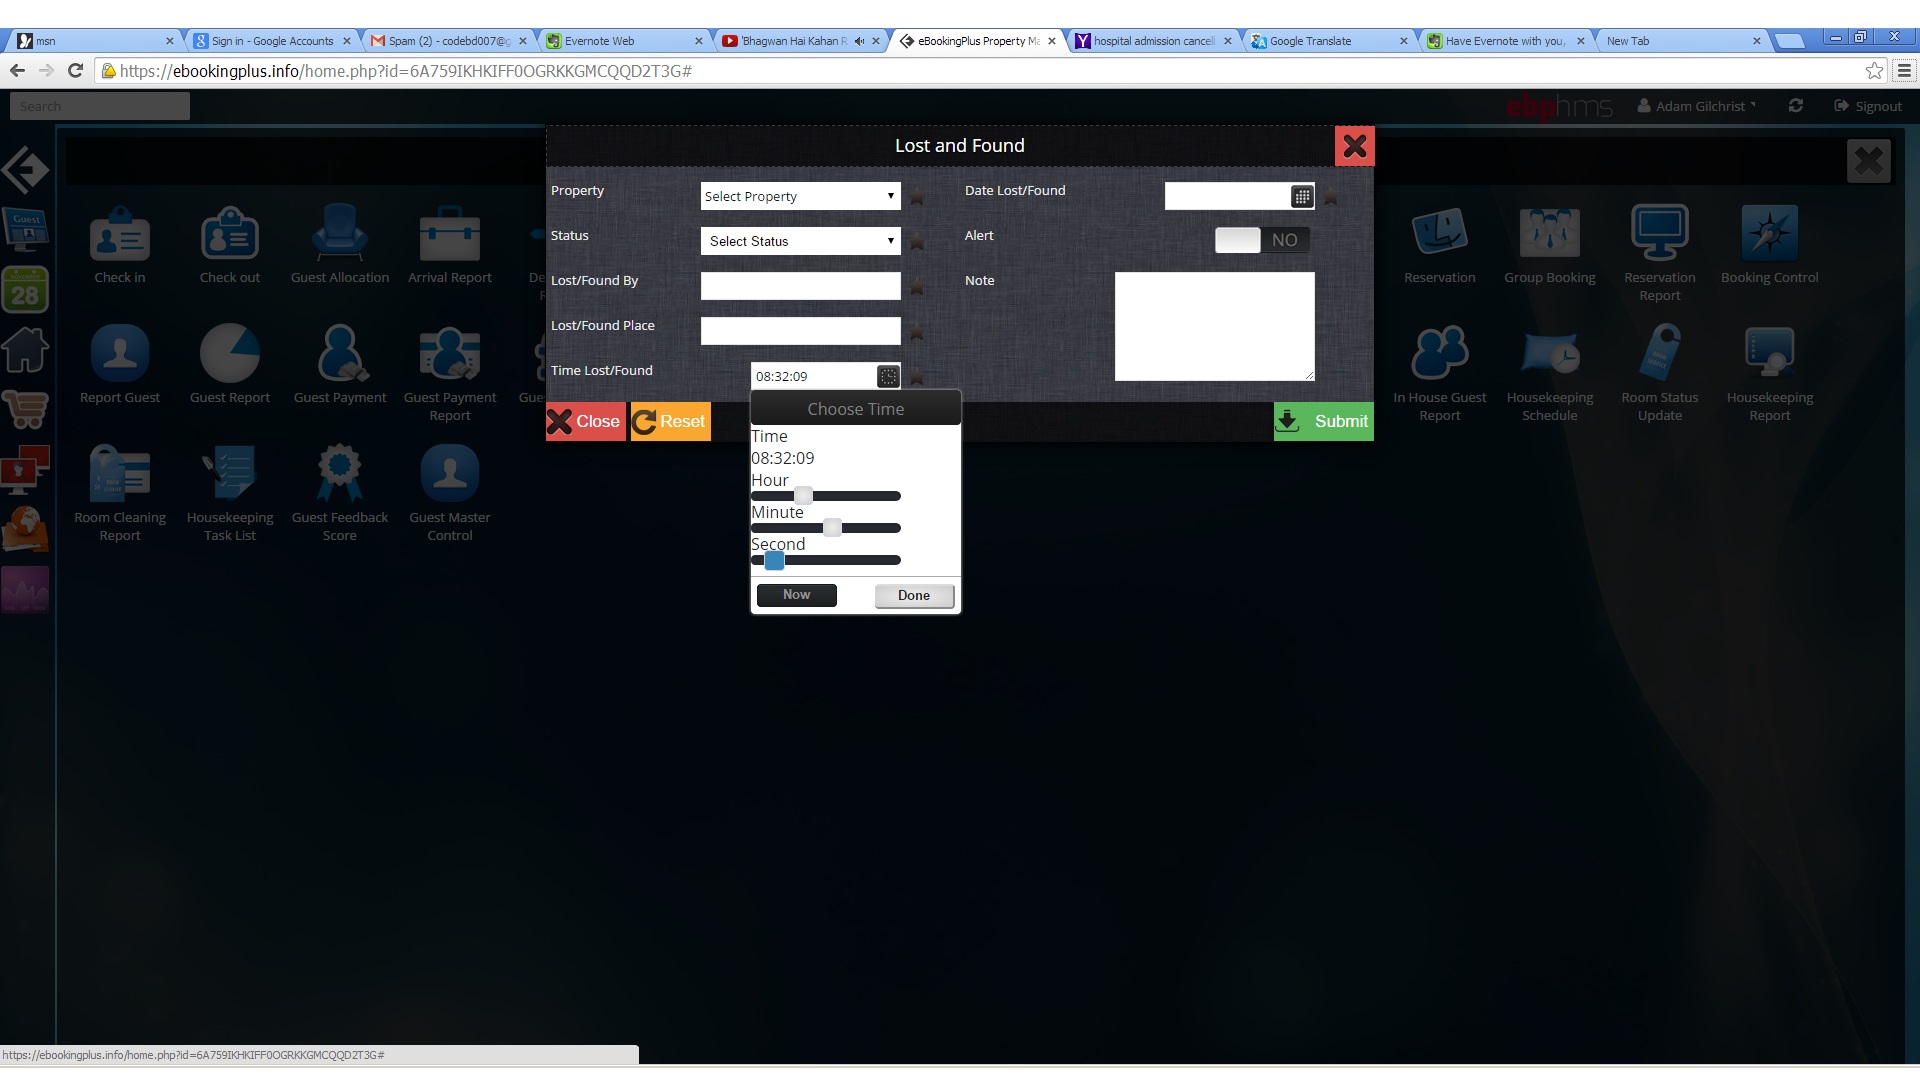 msn
Sign in - Google Accounts
Spam (2) - codebd007@g
Evernote Web
'Bhagwan Hai Kahan R
eBookingPlus Property Ma
hospital admission cancell
Google Translate
Have Evernote with you,
New Tab
https://ebookingplus.info/home.php?id=6A759IKHKIFF0OGRKKGMCQQD2T3G#
Search
ebphms
Adam Gilchrist
Signout
Lost and Found
Property
Select Property
Date Lost/Found
Status
Select Status
Alert
NO
Lost/Found By
Note
Lost/Found Place
Time Lost/Found
08:32:09
Close
Reset
Submit
Choose Time
Time
08:32:09
Hour
Minute
Second
Now
Done
Guest
28
Check in
Check out
Guest Allocation
Arrival Report
Reservation
Group Booking
Reservation
Report
Booking Control
Report Guest
Guest Report
Guest Payment
Guest Payment
Report
In House Guest
Report
Housekeeping
Schedule
Room Status
Update
Housekeeping
Report
Room Cleaning
Report
Housekeeping
Task List
Guest Feedback
Score
Guest Master
Control
https://ebookingplus.info/home.php?id=6A759IKHKIFF0OGRKKGMCQQD2T3G#